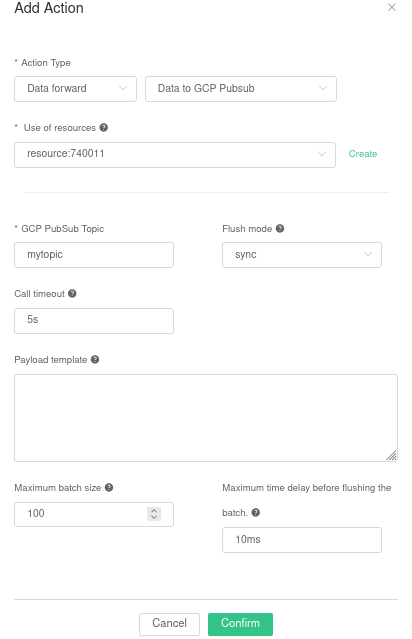 Add Action
* Action Type
Data forward
Data to GCP Pubsub
* Use of resources
resource:740011
Create
* GCP PubSub Topic
Flush mode
mytopic
sync
Call timeout
5s
Payload template
Maximum batch size
Maximum time delay before flushing the
batch.
100
10ms
Cancel
Confirm